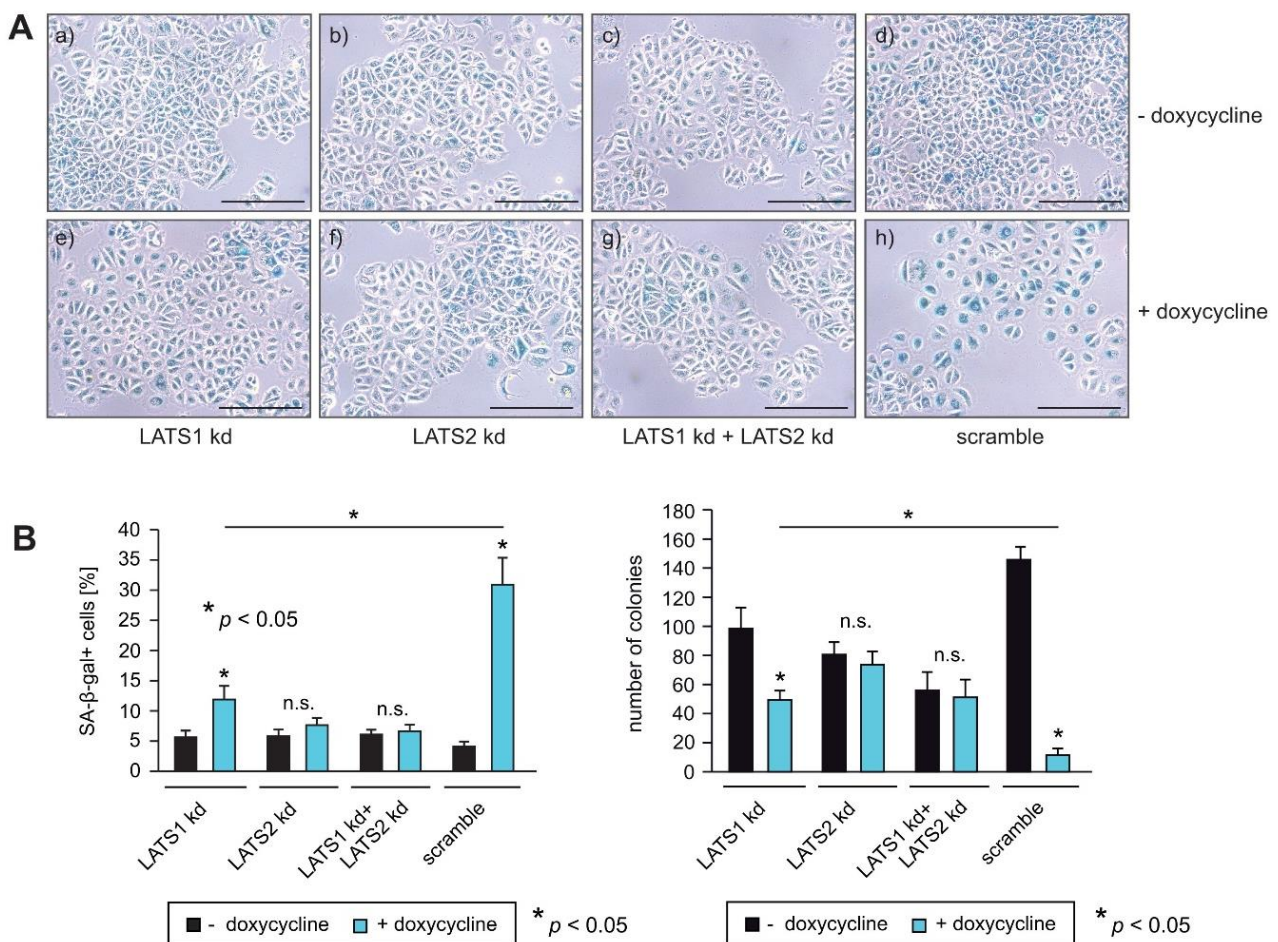 A
a)
b)
c)
d)
- doxycycline
e)
f)
g)
h)
+ doxycycline
LATS1 kd
LATS2 kd
LATS1 kd + LATS2 kd
scramble
B
SA-β-gal+ cells [%]
40
35
30
25
20
15
10
5
0
*
* p < 0.05
*
n.s.
n.s.
*
LATS1 kd
LATS2 kd
LATS1 kd+
LATS2 kd
scramble
- doxycycline
+ doxycycline
* p < 0.05
number of colonies
180
160
140
120
100
80
60
40
20
0
*
*
n.s.
n.s.
*
LATS1 kd
LATS2 kd
LATS1 kd+
LATS2 kd
scramble
- doxycycline
+ doxycycline
* p < 0.05